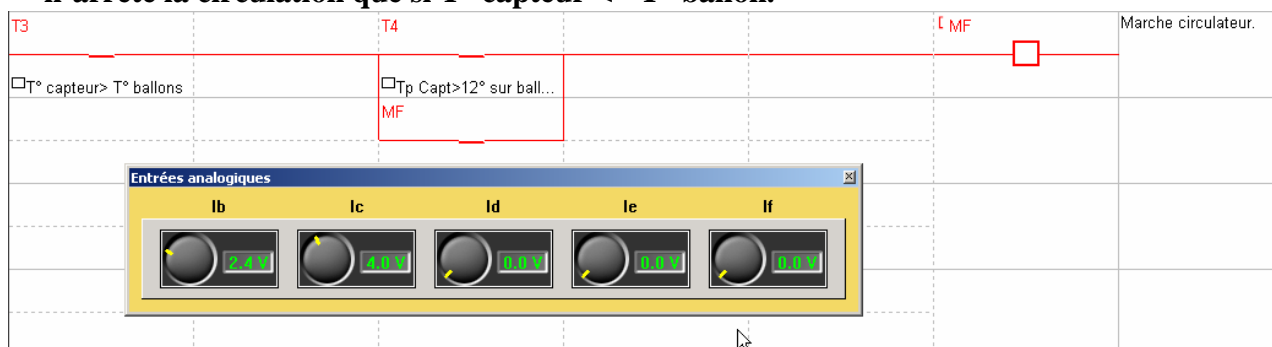 n'arrête la circulation que si T° capteur <= T° ballon.
T3 T4 [ MF Marche circulateur.
T° capteur> T° ballons Tp Capt>12° sur ball...
MF
Entrées analogiques
Ib Ic Id Ie If
2.4 V 4.0 V 0.0 V 0.0 V 0.0 V